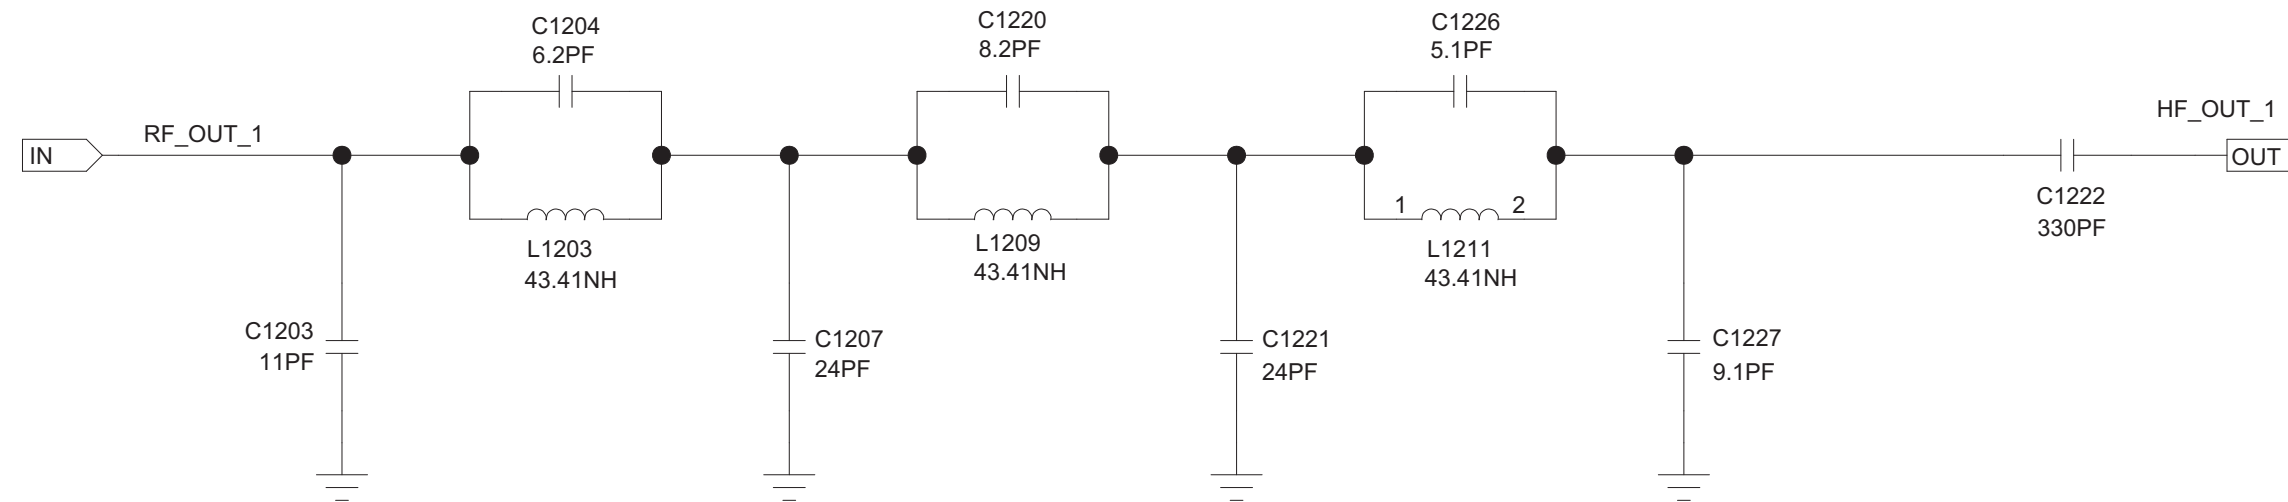 C1204
6.2PF
C1220
8.2PF
C1226
5.1PF
IN
RF_OUT_1
HF_OUT_1
OUT
L1203
43.41NH
L1209
43.41NH
1
2
L1211
43.41NH
C1222
330PF
C1203
11PF
C1207
24PF
C1221
24PF
C1227
9.1PF